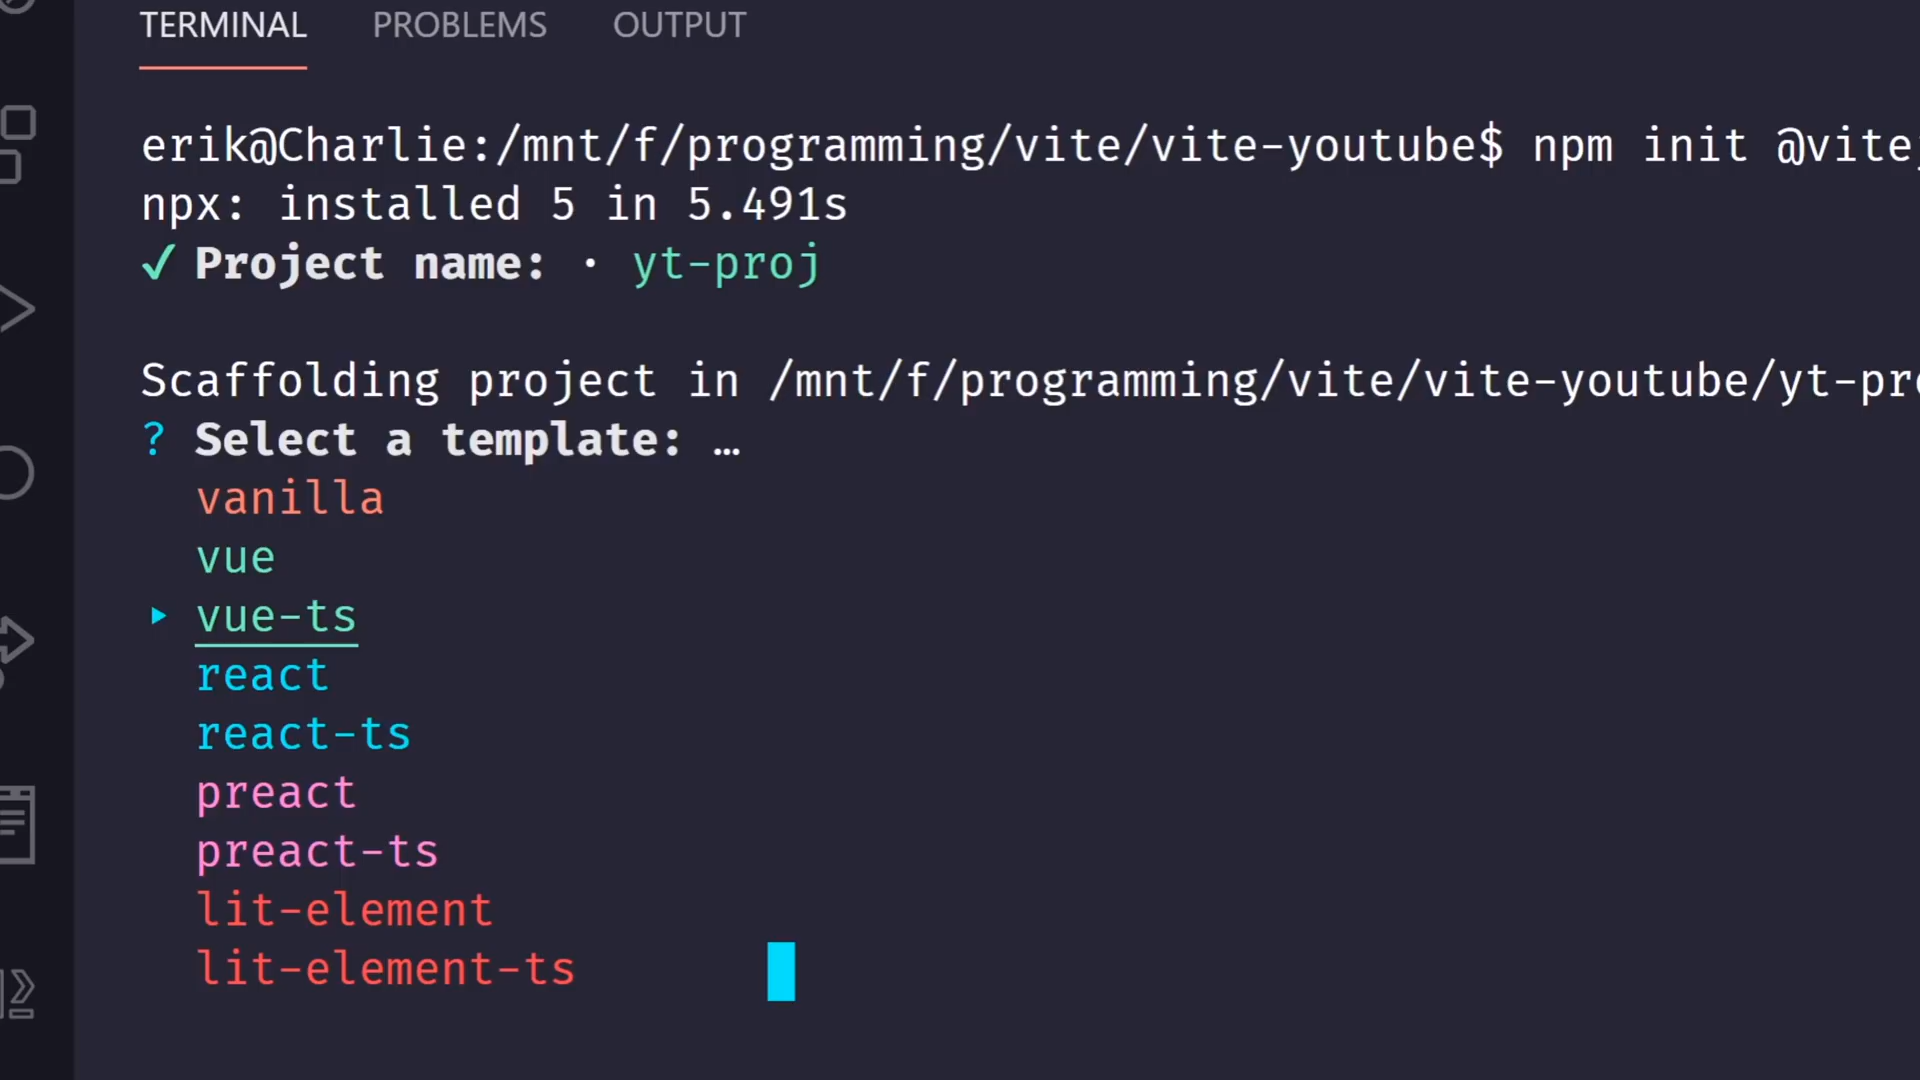 TERMINAL PROBLEMS OUTPUT
erik@Charlie:/mnt/f/programming/vite/vite-youtube$ npm init @vite
npx: installed 5 in 5.491s
✔ Project name: · yt-proj
Scaffolding project in /mnt/f/programming/vite/vite-youtube/yt-pr
? Select a template: …
vanilla
vue
▸ vue-ts
react
react-ts
preact
preact-ts
lit-element
lit-element-ts